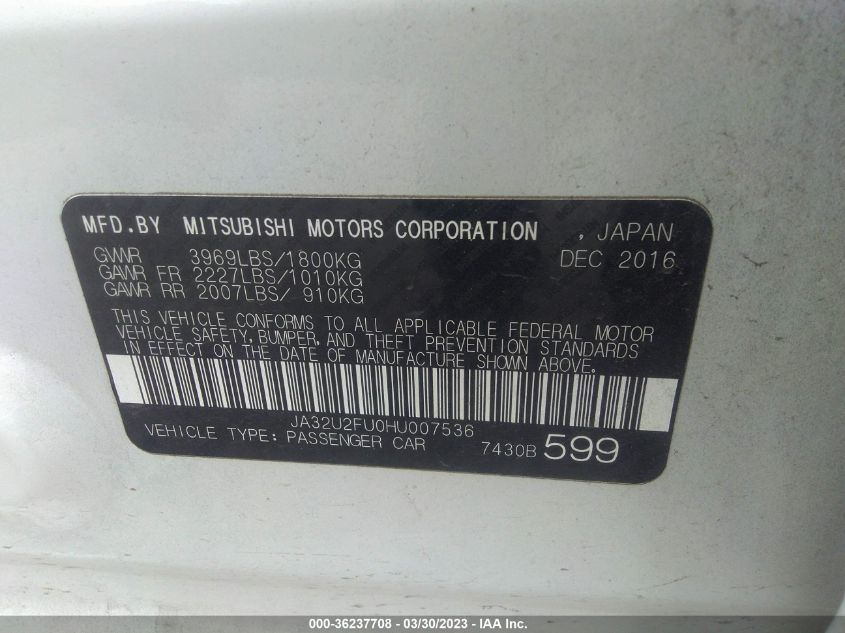 MFD.BY MITSUBISHI MOTORS CORPORATION , JAPAN
GVWR 3969LBS/1800KG DEC 2016
GAWR FR 2227LBS/1010KG
GAWR RR 2007LBS/ 910KG
THIS VEHICLE CONFORMS TO ALL APPLICABLE FEDERAL MOTOR
VEHICLE SAFETY, BUMPER, AND THEFT PREVENTION STANDARDS
IN EFFECT ON THE DATE OF MANUFACTURE SHOWN ABOVE.
JA32U2FU0HU007536
VEHICLE TYPE: PASSENGER CAR 7430B 599
000-36237708 - 03/30/2023 - IAA Inc.